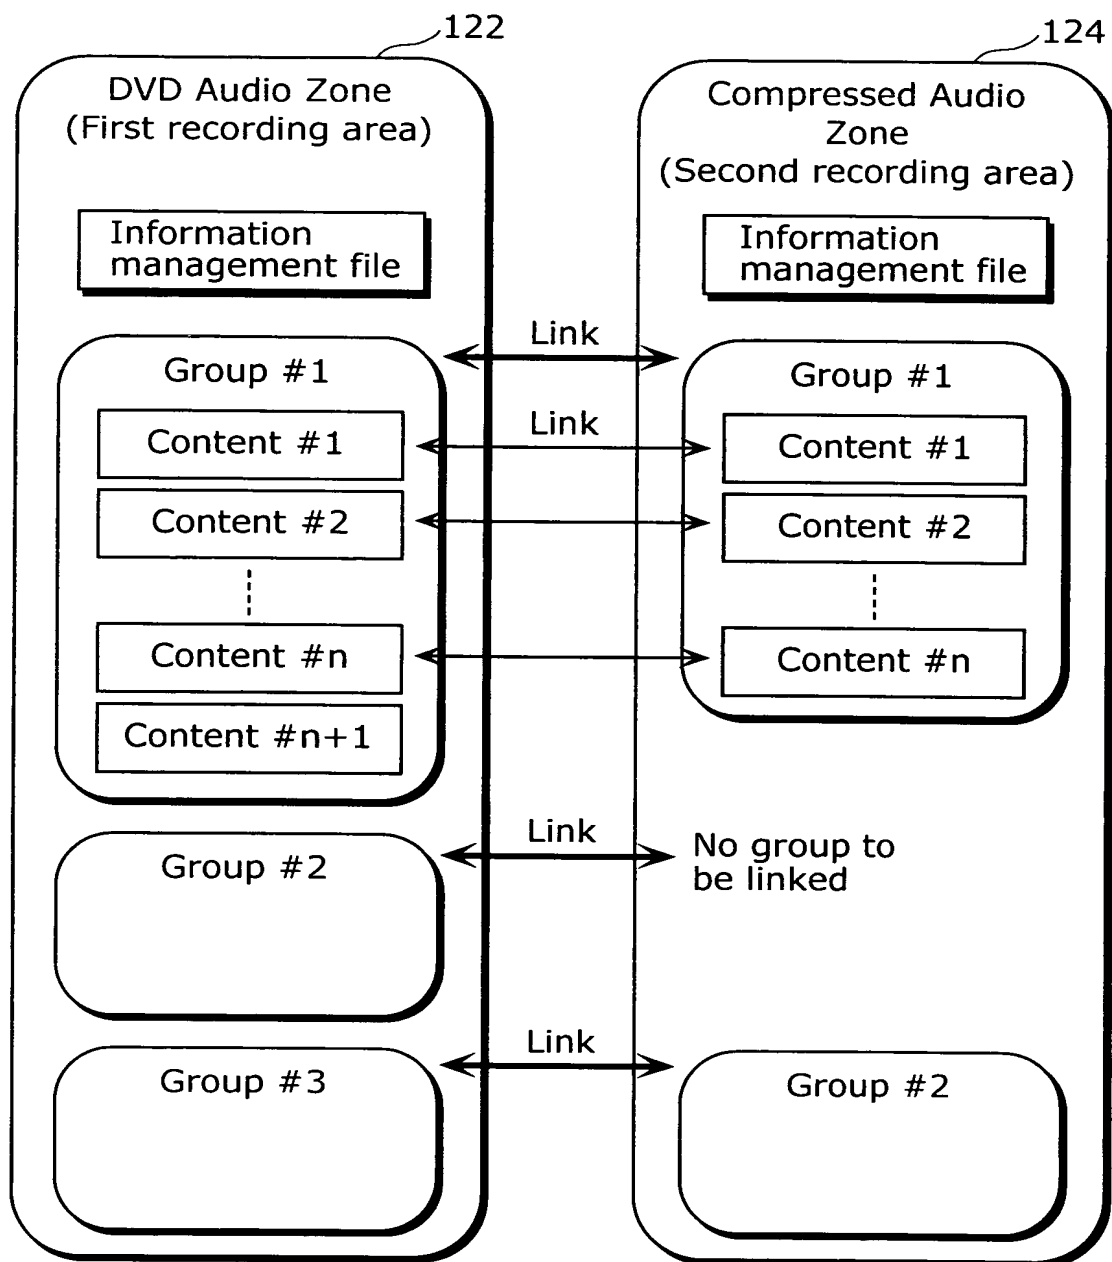 122
DVD Audio Zone
(First recording area)
Information
management file
Group #1
Content #1
Content #2
Content #n
Content #n+1
Group #2
Group #3
Link
Link
Link
Link
124
Compressed Audio
Zone
(Second recording area)
Information
management file
Group #1
Content #1
Content #2
Content #n
No group to
be linked
Group #2